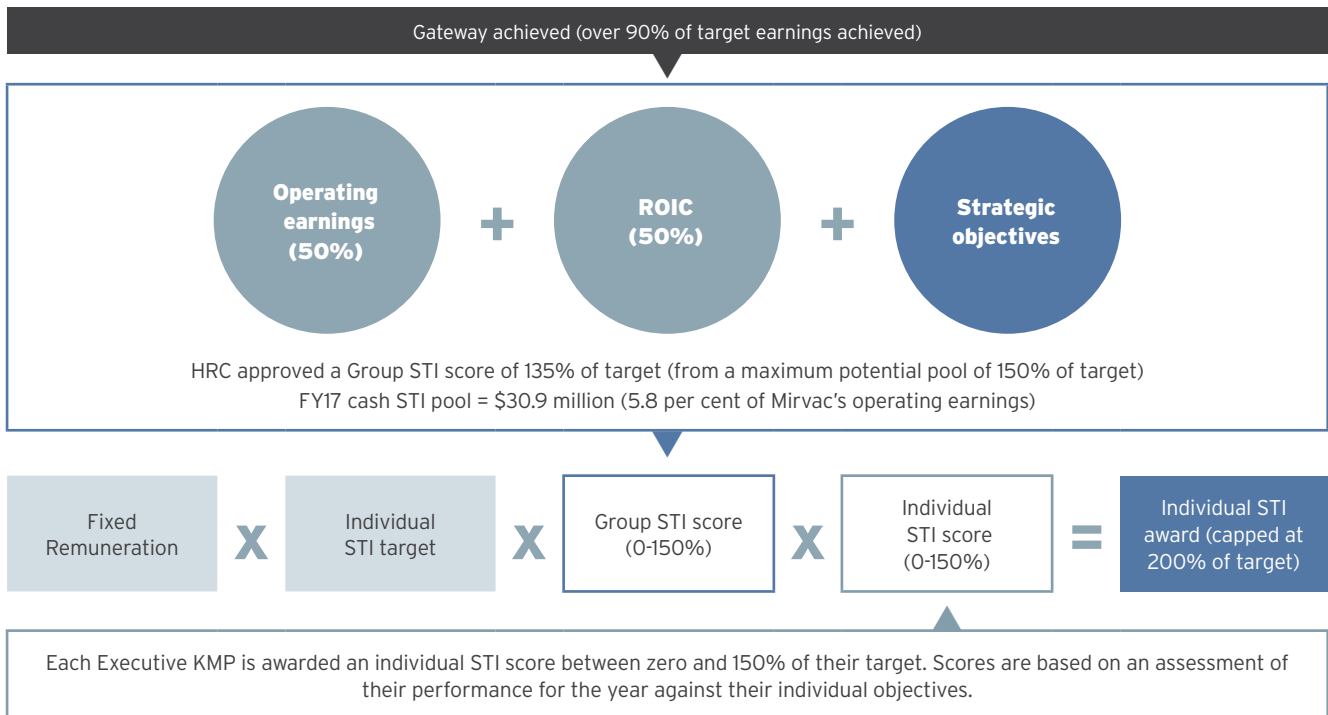 Gateway achieved (over 90% of target earnings achieved)
Operating
earnings
(50%)
+
ROIC
(50%)
+
Strategic
objectives
HRC approved a Group STI score of 135% of target (from a maximum potential pool of 150% of target)
FY17 cash STI pool = $30.9 million (5.8 per cent of Mirvac’s operating earnings)
Fixed
Remuneration
x
Individual
STI target
x
Group STI score
(0-150%)
x
Individual
STI score
(0-150%)
=
Individual STI
award (capped at
200% of target)
Each Executive KMP is awarded an individual STI score between zero and 150% of their target. Scores are based on an assessment of
their performance for the year against their individual objectives.